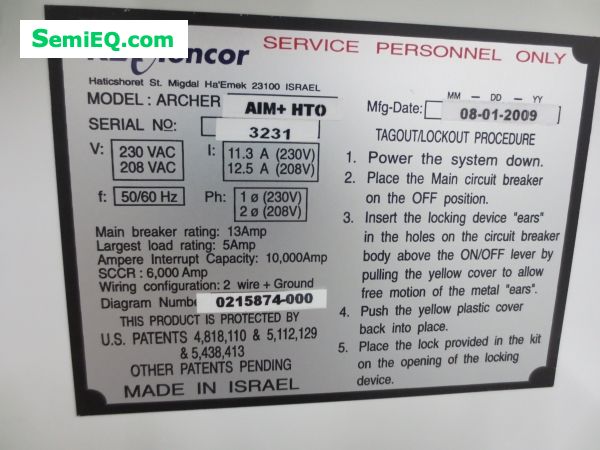 SemiEQ.com
SERVICE PERSONNEL ONLY
Haticshoret St. Migdal Ha'Emek 23100 ISRAEL
MODEL: ARCHER AIM+ HTO
SERIAL NO: 3231
V: 230 VAC 208 VAC
I: 11.3 A (230V) 12.5 A (208V)
f: 50/60 Hz
Ph: 1 ø (230V) 2 ø (208V)
Main breaker rating: 13Amp
Largest load rating: 5Amp
Ampere Interrupt Capacity: 10,000Amp
SCCR: 6,000 Amp
Wiring configuration: 2 wire + Ground
Diagram Numbe 0215874-000
THIS PRODUCT IS PROTECTED BY
U.S. PATENTS 4,818,110 & 5,112,129
& 5,438,413
OTHER PATENTS PENDING
MADE IN ISRAEL
MM - DD - YY
Mfg-Date: 08-01-2009
TAGOUT/LOCKOUT PROCEDURE
1. Power the system down.
2. Place the Main circuit breaker
on the OFF position.
3. Insert the locking device "ears"
in the holes on the circuit breaker
body above the ON/OFF lever by
pulling the yellow cover to allow
free motion of the metal "ears".
4. Push the yellow plastic cover
back into place.
5. Place the lock provided in the kit
on the opening of the locking
device.